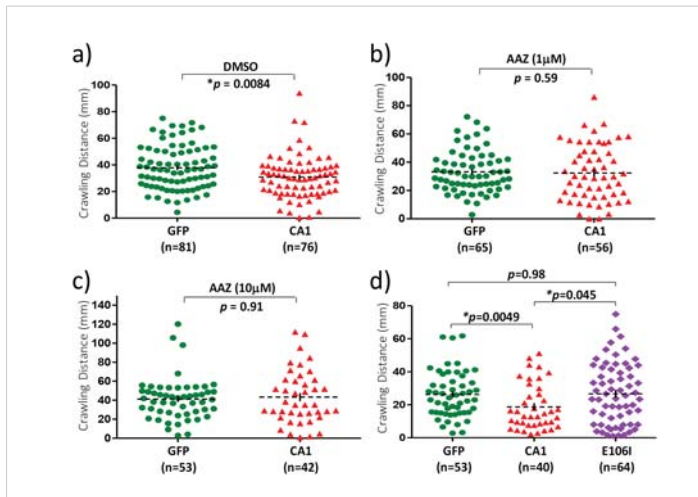 a)
DMSO
*p = 0.0084
Crawling Distance (mm)
100
80
60
40
20
0
GFP
(n=81)
CA1
(n=76)
b)
AAZ (1μM)
p = 0.59
Crawling Distance (mm)
100
80
60
40
20
0
GFP
(n=65)
CA1
(n=56)
c)
AAZ (10μM)
p = 0.91
Crawling Distance (mm)
140
120
100
80
60
40
20
0
GFP
(n=53)
CA1
(n=42)
d)
p=0.98
*p=0.045
*p=0.0049
Crawling Distance (mm)
80
60
40
20
0
GFP
(n=53)
CA1
(n=40)
E106I
(n=64)